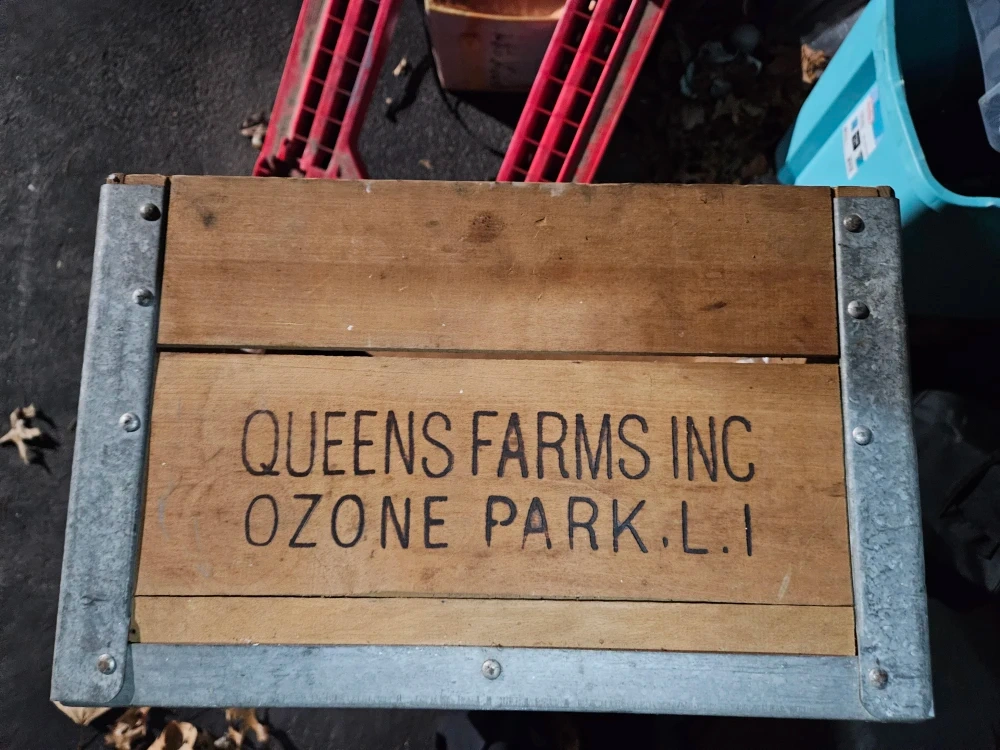 QUEENS FARMS INC
OZONE PARK. L. I